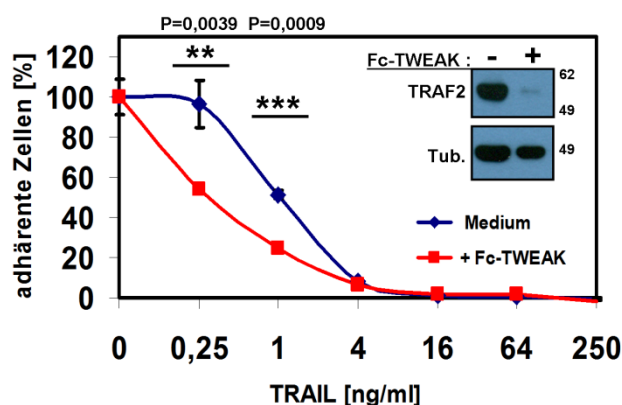 P=0,0039 P=0,0009
120
100
80
60
40
20
0
adhärente Zellen [%]
**
***
Fc-TWEAK : - +
TRAF2
62
49
Tub.
49
Medium
+ Fc-TWEAK
0 0,25 1 4 16 64 250
TRAIL [ng/ml]